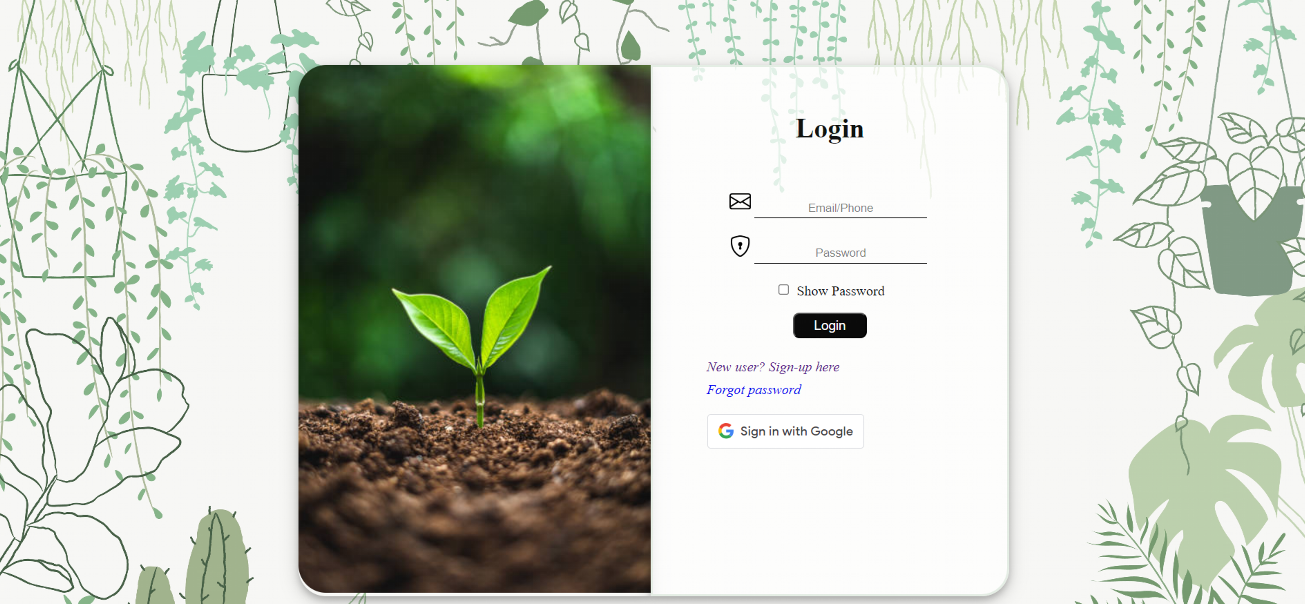 Login
Email/Phone
Password
Show Password
Login
New user? Sign-up here
Forgot password
Sign in with Google